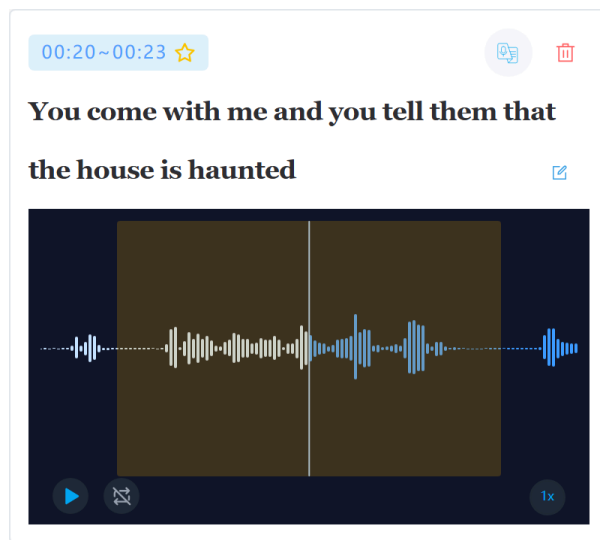 00:20~00:23
You come with me and you tell them that
the house is haunted
1x